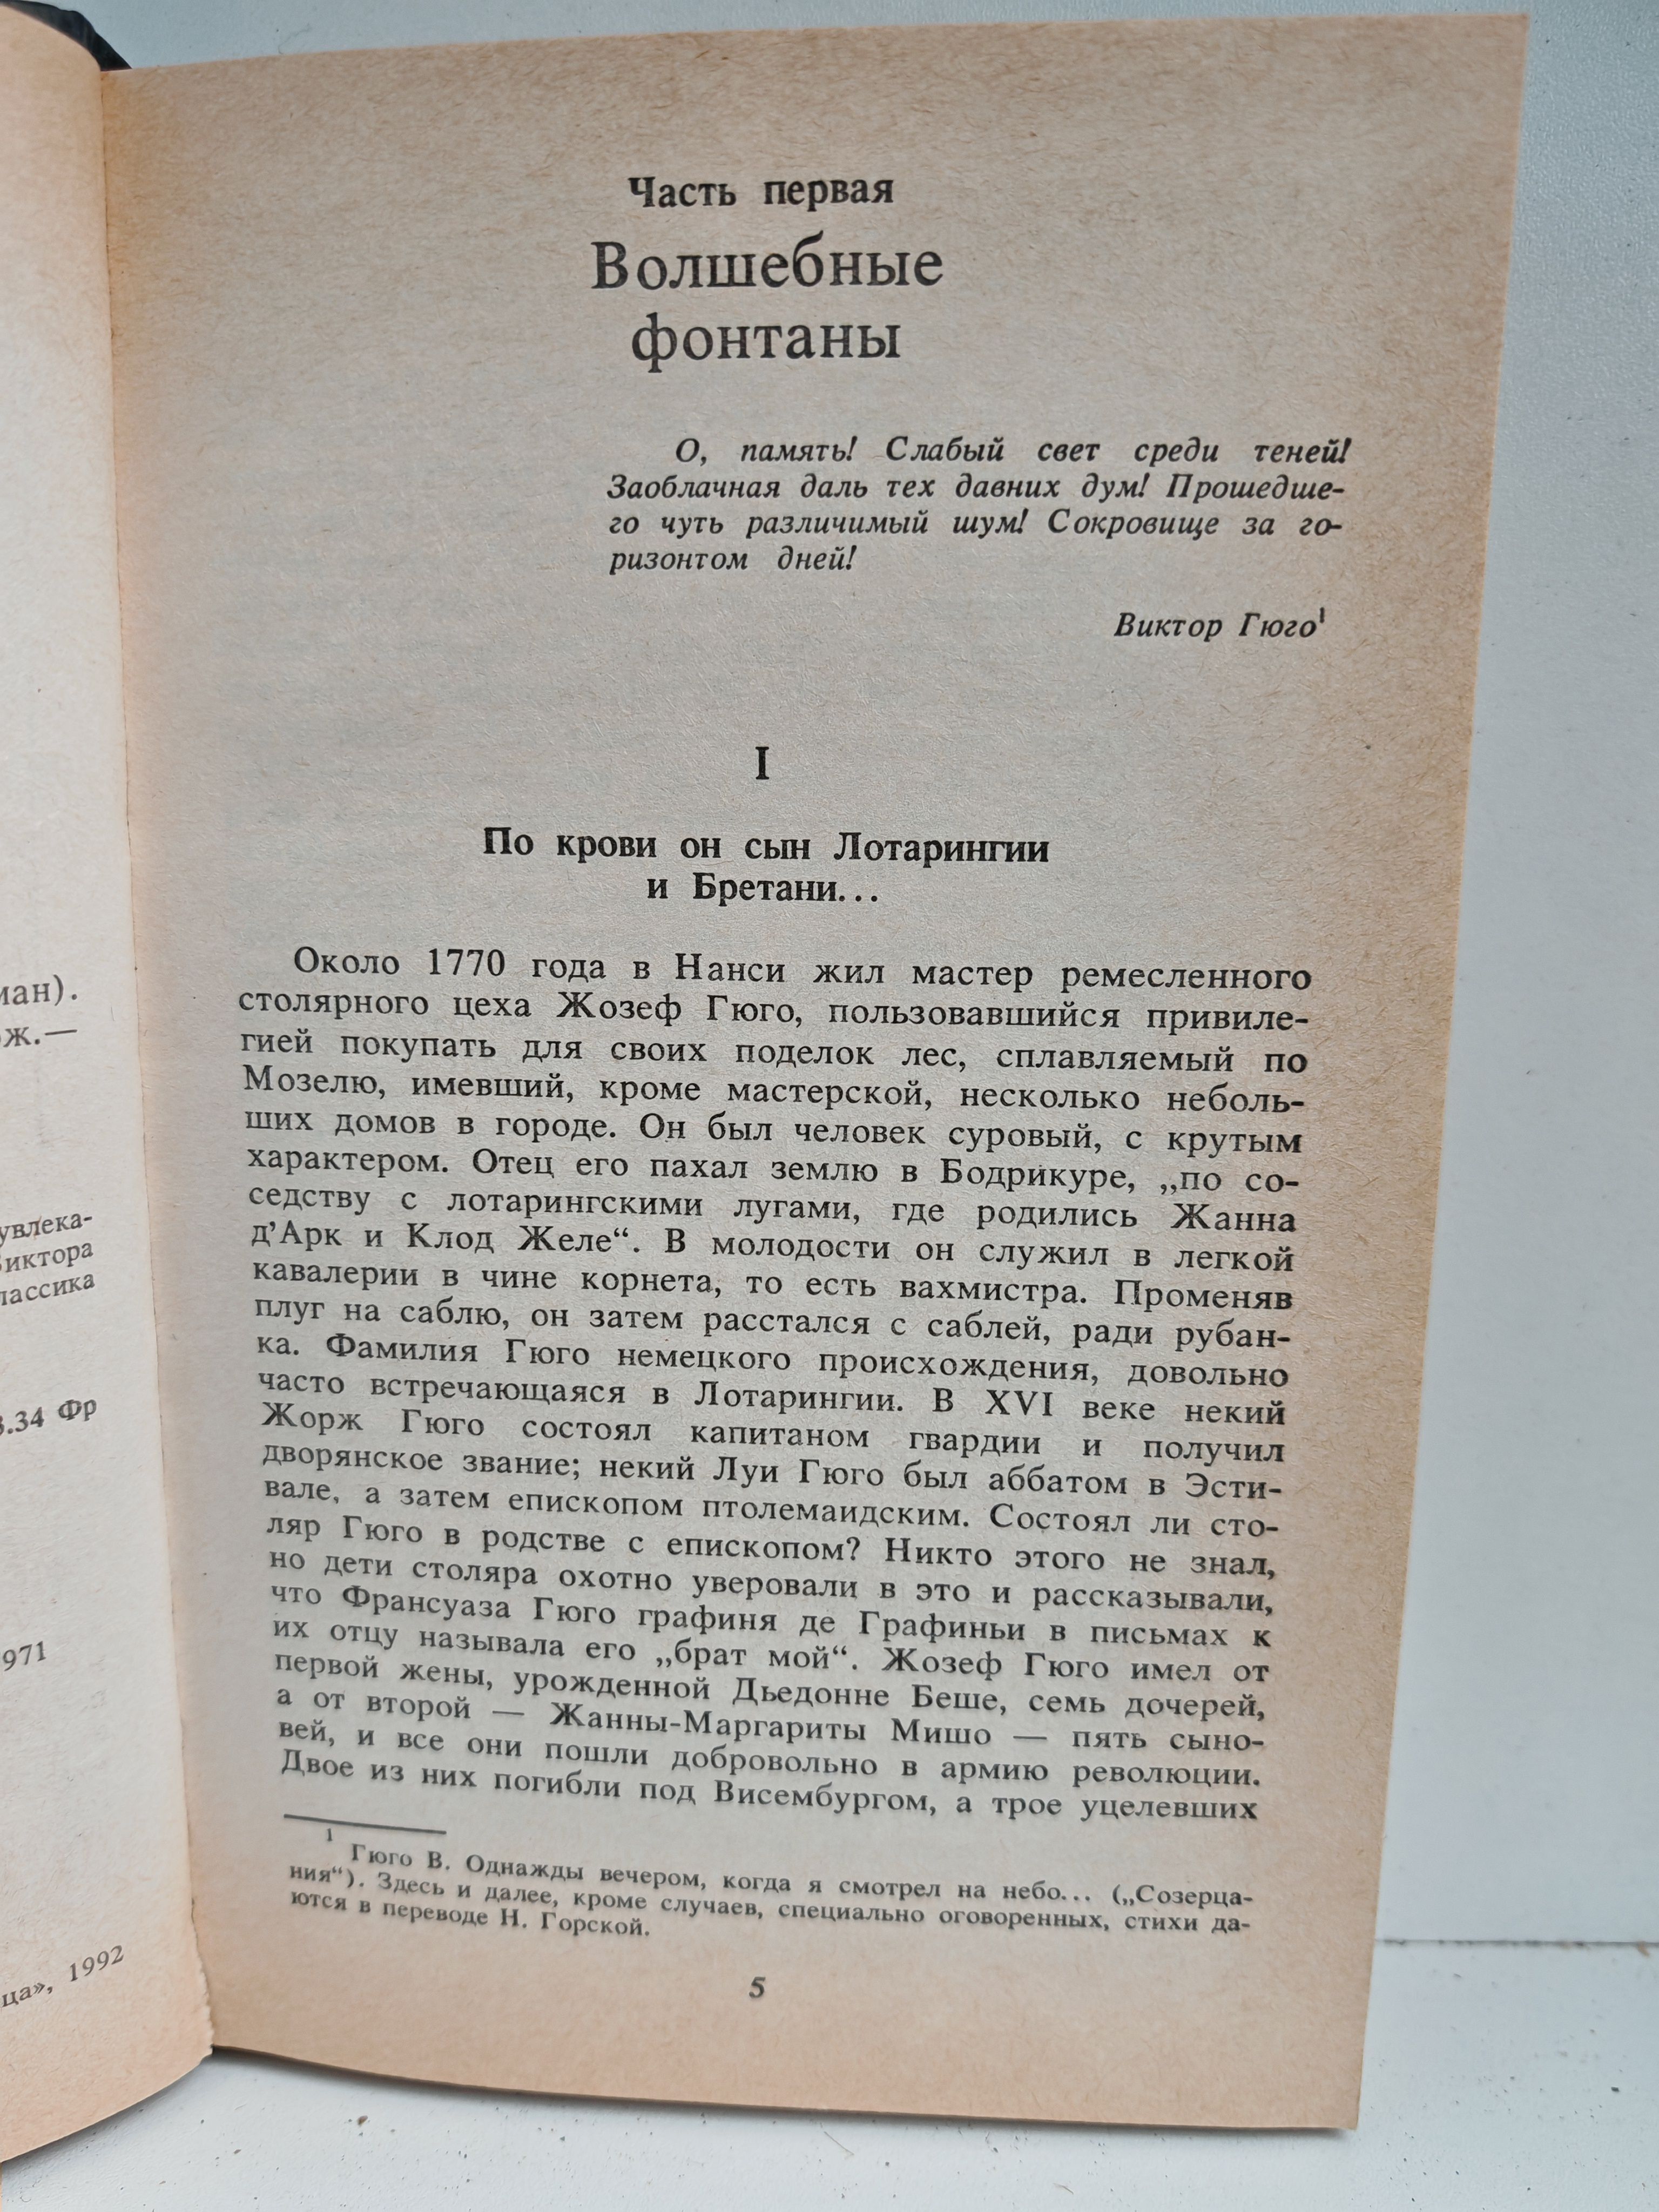 ман).
ж.—
увлека-
Виктора
лассика
3.34 Фр
971
ца», 1992
Часть первая
Волшебные
фонтаны
О, память! Слабый свет среди теней!
Заоблачная даль тех давних дум! Прошедше-
го чуть различимый шум! Сокровище за го-
ризонтом дней!
Виктор Гюго¹
I
По крови он сын Лотарингии
и Бретани...
Около 1770 года в Нанси жил мастер ремесленного
столярного цеха Жозеф Гюго, пользовавшийся привиле-
гией покупать для своих поделок лес, сплавляемый по
Мозелю, имевший, кроме мастерской, несколько неболь-
ших домов в городе. Он был человек суровый, с крутым
характером. Отец его пахал землю в Бодрикуре, „по со-
седству с лотарингскими лугами, где родились Жанна
д'Арк и Клод Желе“. В молодости он служил в легкой
кавалерии в чине корнета, то есть вахмистра. Променяв
плуг на саблю, он затем расстался с саблей, ради рубан-
ка. Фамилия Гюго немецкого происхождения, довольно
часто встречающаяся в Лотарингии. В XVI веке некий
Жорж Гюго состоял капитаном гвардии и получил
дворянское звание; некий Луи Гюго был аббатом в Эсти-
вале, а затем епископом птолемаидским. Состоял ли сто-
ляр Гюго в родстве с епископом? Никто этого не знал,
но дети столяра охотно уверовали в это и рассказывали,
что Франсуаза Гюго графиня де Графиньи в письмах к
их отцу называла его „брат мой“. Жозеф Гюго имел от
первой жены, урожденной Дьедонне Беше, семь дочерей,
а от второй — Жанны-Маргариты Мишо — пять сыно-
вей, и все они пошли добровольно в армию революции.
Двое из них погибли под Висембургом, а трое уцелевших
¹ Гюго В. Однажды вечером, когда я смотрел на небо... („Созерца-
ния“). Здесь и далее, кроме случаев, специально оговоренных, стихи да-
ются в переводе Н. Горской.
5